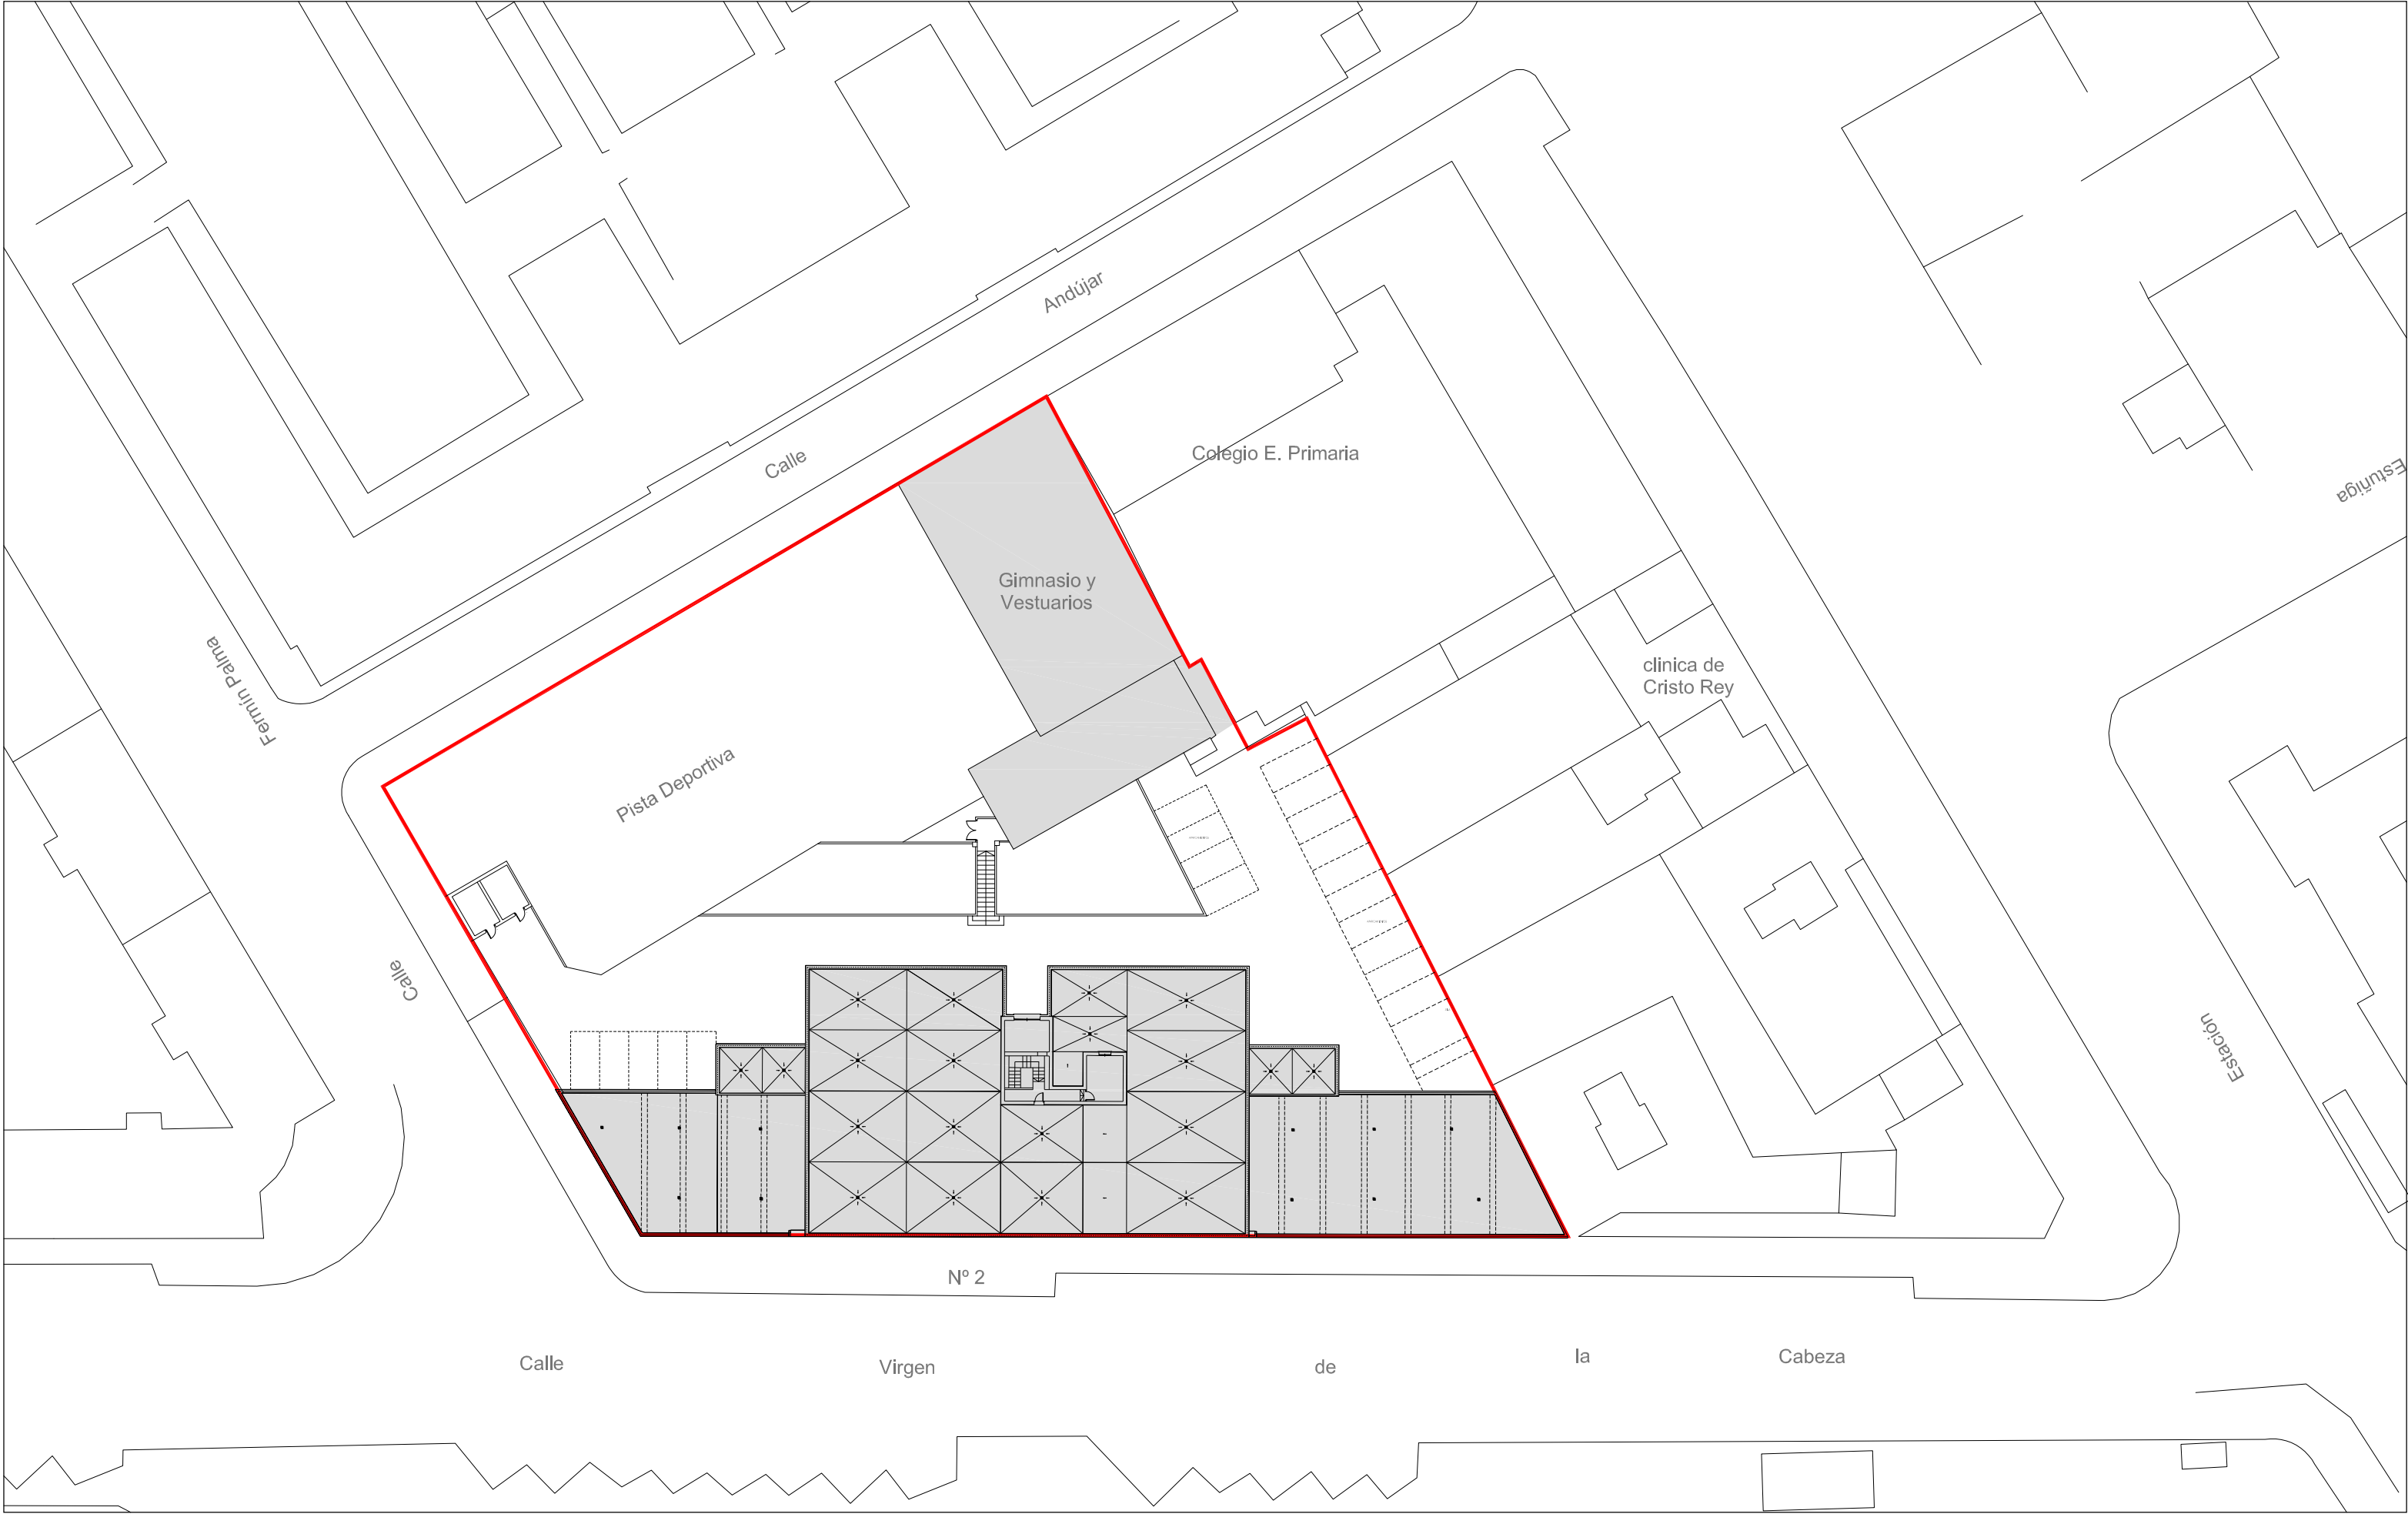 Andújar
Calle
Colegio E. Primaria
Estuñiga
Gimnasio y
Vestuarios
Fermín Palma
clinica de
Cristo Rey
Pista Deportiva
Calle
Estación
Nº 2
Calle
Virgen
de
la
Cabeza